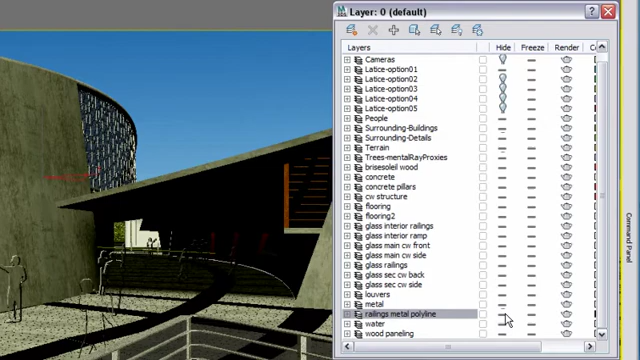 Layer: 0 (default)
Layers Hide Freeze Render
Cameras
Latice-option01
Latice-option02
Latice-option03
Latice-option04
Latice-option05
People
Surrounding-Buildings
Surrounding-Details
Terrain
Trees-mentalRayProxies
brisesoleil wood
concrete
concrete pillars
cw structure
flooring
flooring2
glass interior railings
glass interior ramp
glass main cw front
glass main cw side
glass railings
glass sec cw back
glass sec cw side
louvers
metal
railings metal polyline
water
wood paneling
Command Panel